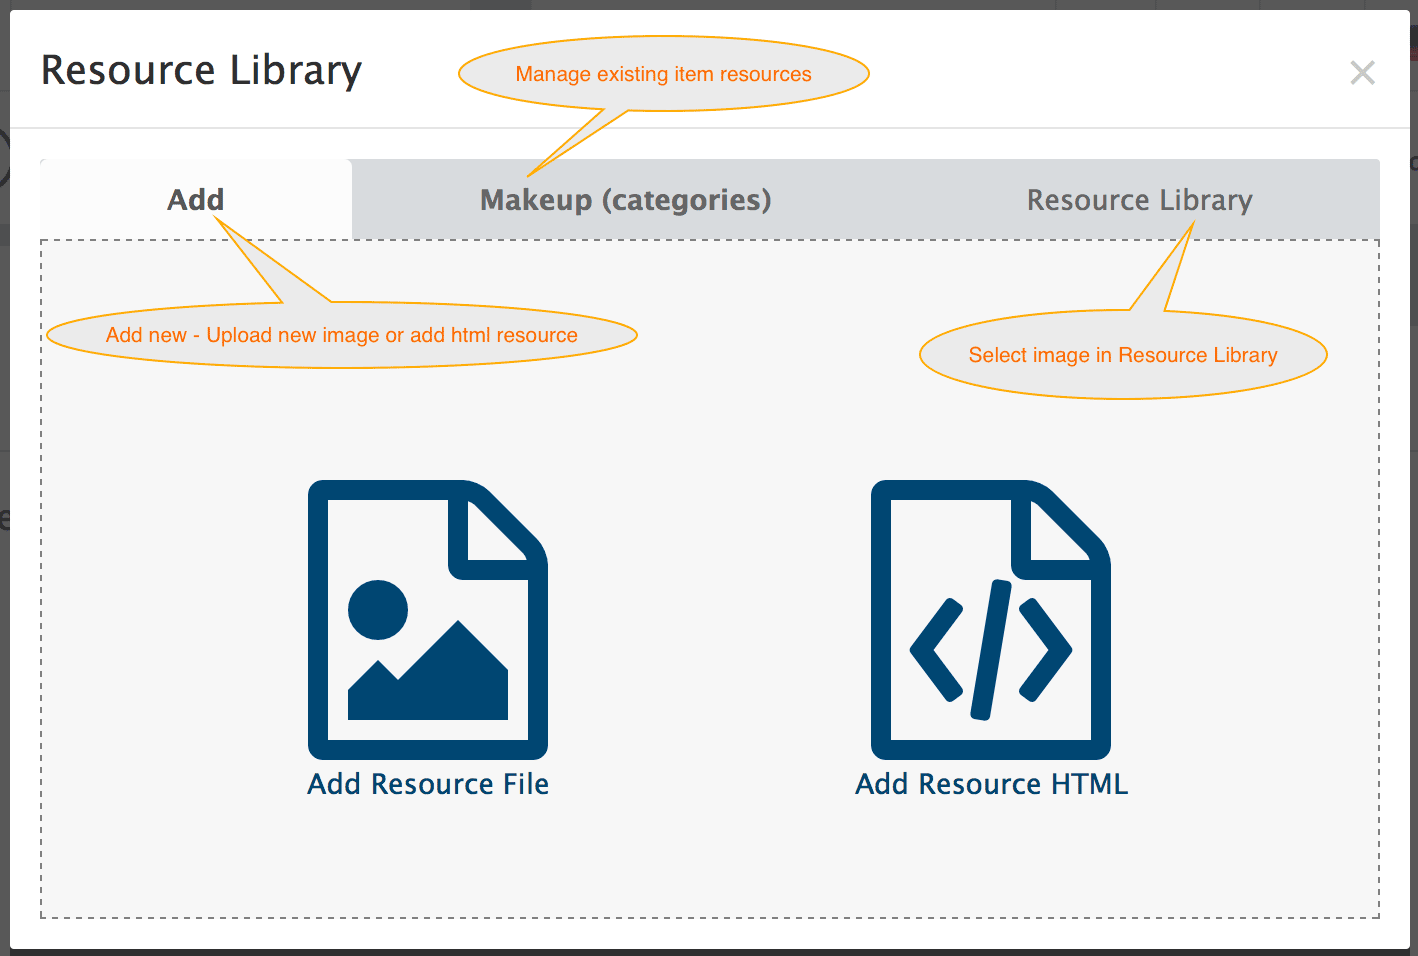 Resource Library
Manage existing item resources
Add
Makeup (categories)
Resource Library
Add new - Upload new image or add html resource
Select image in Resource Library
Add Resource File
Add Resource HTML